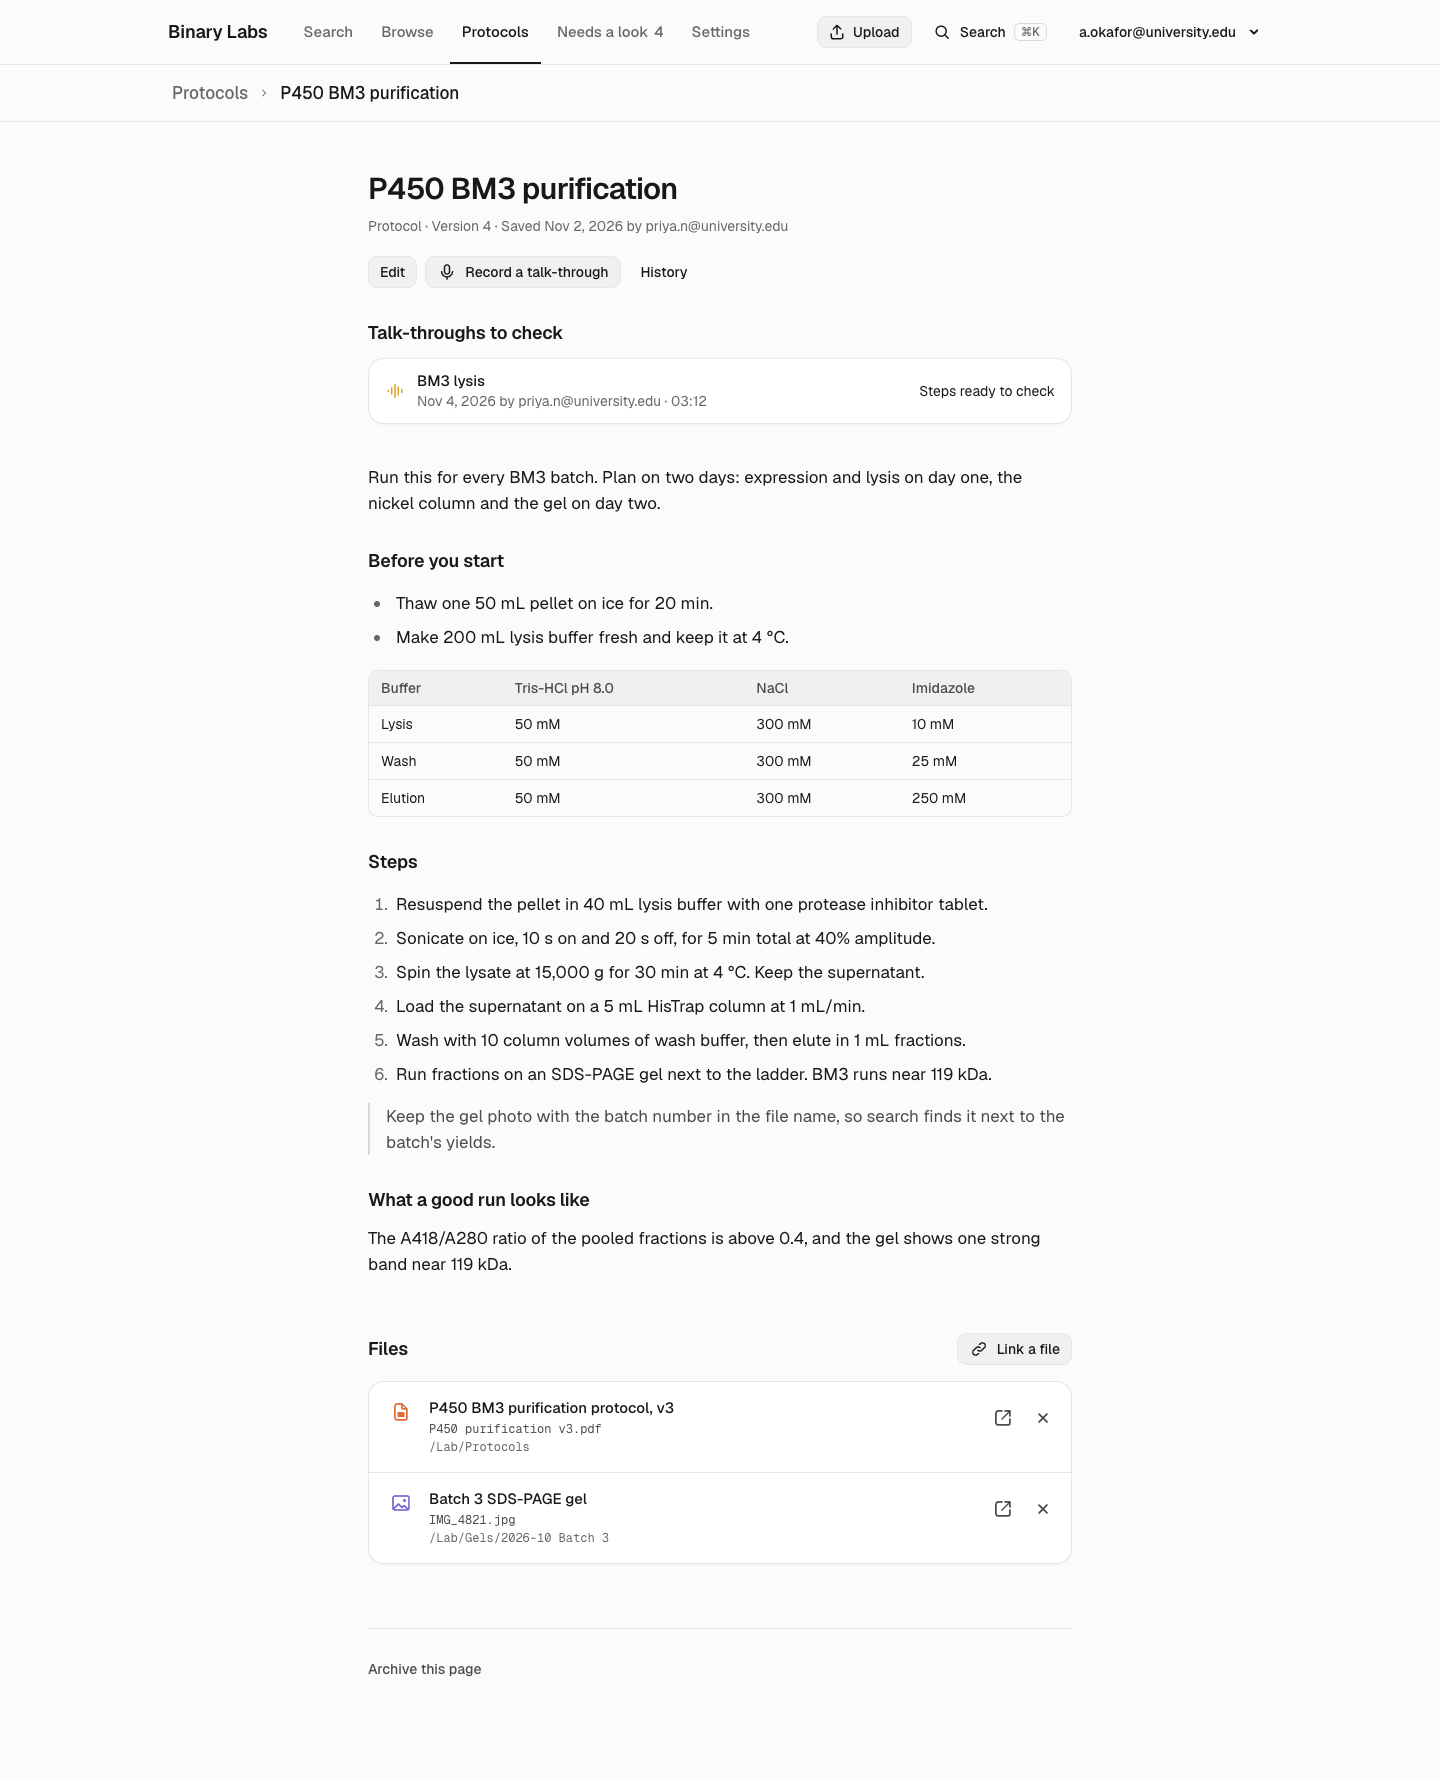 Binary Labs
Search
Browse
Protocols
Needs a look 4
Settings
Upload
Search ⌘K
a.okafor@university.edu
Protocols › P450 BM3 purification
P450 BM3 purification
Protocol · Version 4 · Saved Nov 2, 2026 by priya.n@university.edu
Edit
Record a talk-through
History
Talk-throughs to check
BM3 lysis
Nov 4, 2026 by priya.n@university.edu · 03:12
Steps ready to check
Run this for every BM3 batch. Plan on two days: expression and lysis on day one, the
nickel column and the gel on day two.
Before you start
• Thaw one 50 mL pellet on ice for 20 min.
• Make 200 mL lysis buffer fresh and keep it at 4 °C.
Buffer Tris-HCl pH 8.0 NaCl Imidazole
Lysis 50 mM 300 mM 10 mM
Wash 50 mM 300 mM 25 mM
Elution 50 mM 300 mM 250 mM
Steps
1. Resuspend the pellet in 40 mL lysis buffer with one protease inhibitor tablet.
2. Sonicate on ice, 10 s on and 20 s off, for 5 min total at 40% amplitude.
3. Spin the lysate at 15,000 g for 30 min at 4 °C. Keep the supernatant.
4. Load the supernatant on a 5 mL HisTrap column at 1 mL/min.
5. Wash with 10 column volumes of wash buffer, then elute in 1 mL fractions.
6. Run fractions on an SDS-PAGE gel next to the ladder. BM3 runs near 119 kDa.
Keep the gel photo with the batch number in the file name, so search finds it next to the
batch's yields.
What a good run looks like
The A418/A280 ratio of the pooled fractions is above 0.4, and the gel shows one strong
band near 119 kDa.
Files
Link a file
P450 BM3 purification protocol, v3
P450 purification v3.pdf
/Lab/Protocols
Batch 3 SDS-PAGE gel
IMG_4821.jpg
/Lab/Gels/2026-10 Batch 3
Archive this page